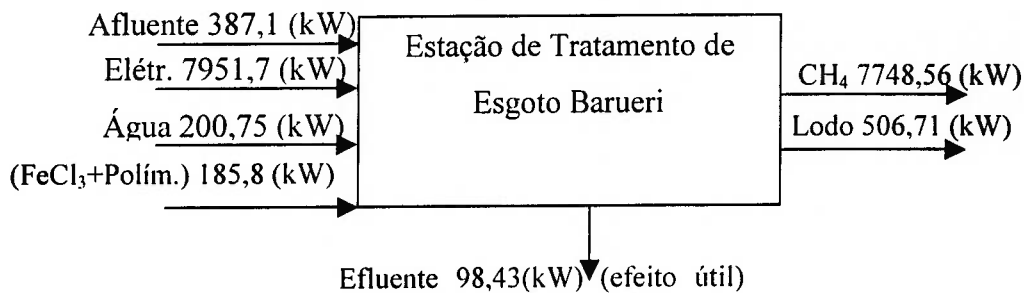 Afluente 387,1 (kW)
Elétr. 7951,7 (kW)
Água 200,75 (kW)
(FeCl₃+Polím.) 185,8 (kW)
Estação de Tratamento de
Esgoto Barueri
CH₄ 7748,56 (kW)
Lodo 506,71 (kW)
Efluente 98,43(kW) (efeito útil)